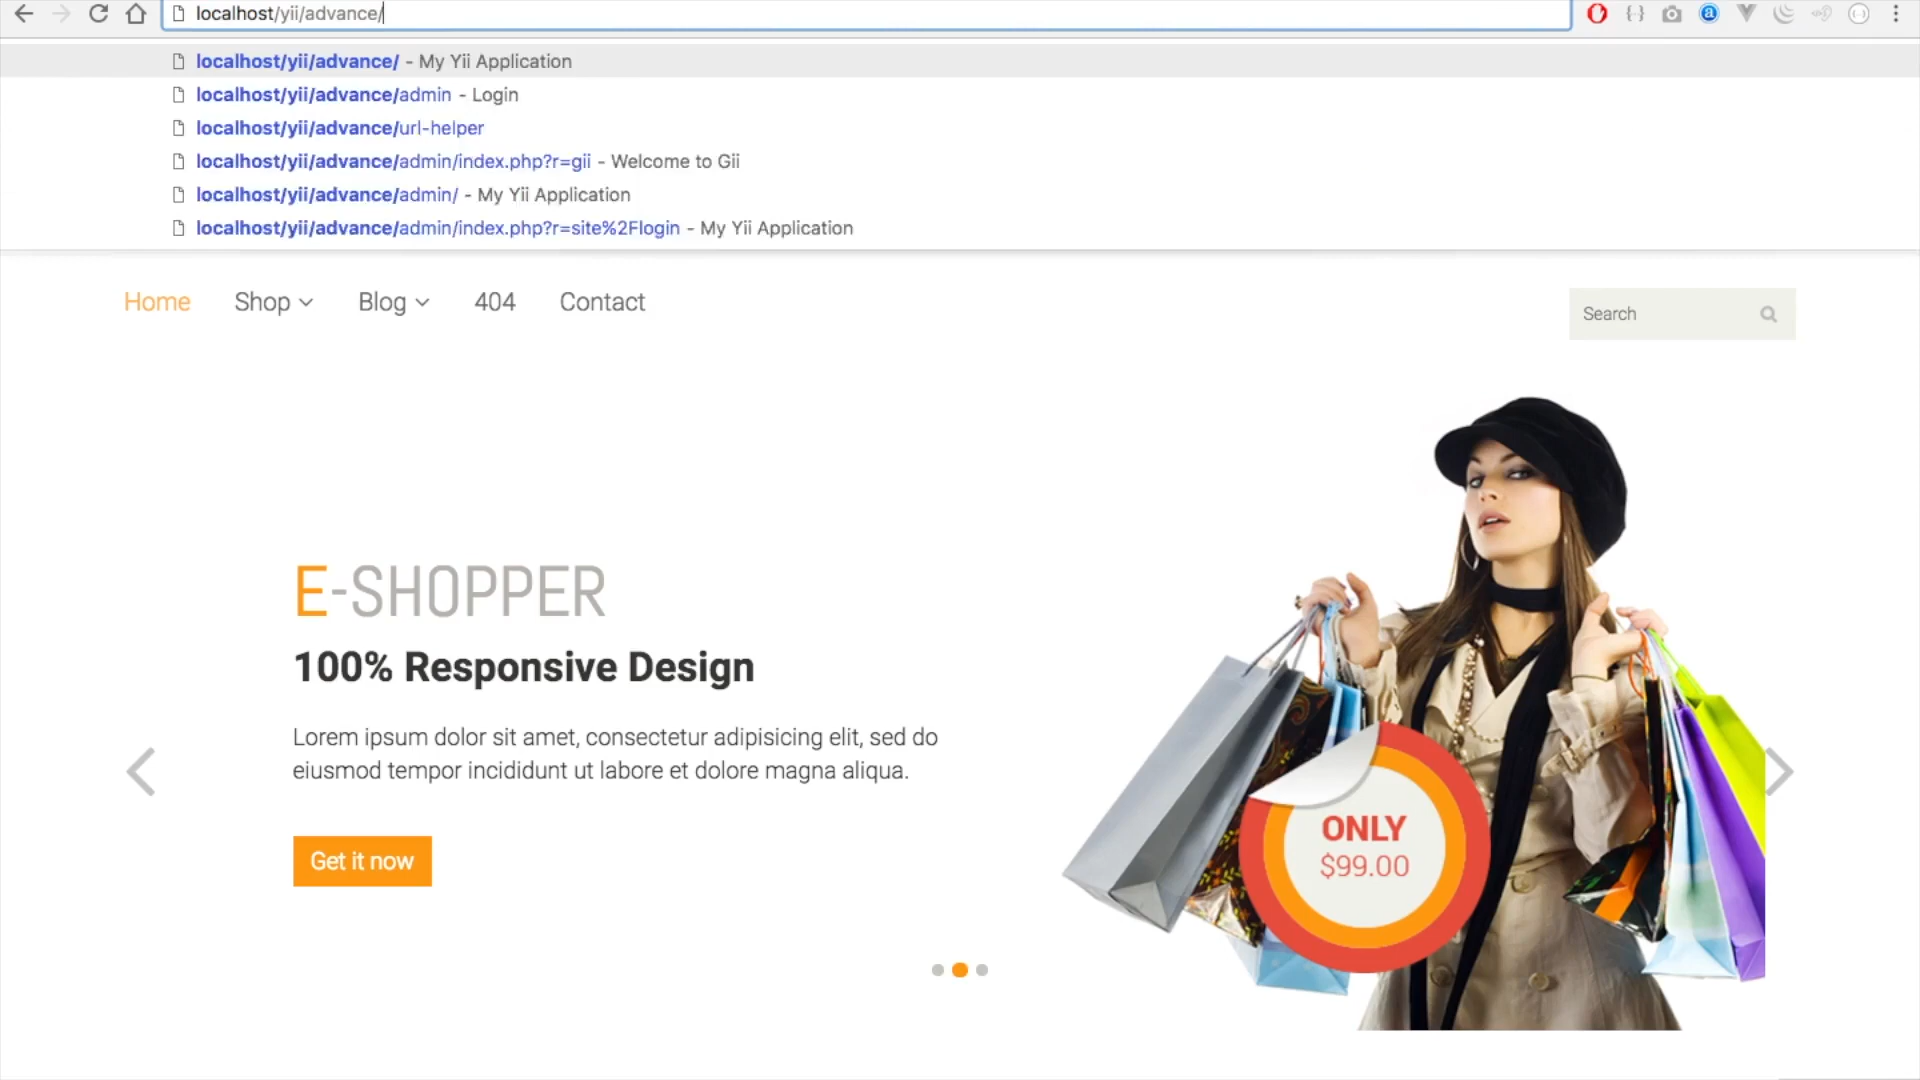 localhost/yii/advance/
localhost/yii/advance/ - My Yii Application
localhost/yii/advance/admin - Login
localhost/yii/advance/url-helper
localhost/yii/advance/admin/index.php?r=gii - Welcome to Gii
localhost/yii/advance/admin/ - My Yii Application
localhost/yii/advance/admin/index.php?r=site%2Flogin - My Yii Application
Home Shop Blog 404 Contact
Search
E-SHOPPER
100% Responsive Design
Lorem ipsum dolor sit amet, consectetur adipisicing elit, sed do
eiusmod tempor incididunt ut labore et dolore magna aliqua.
Get it now
ONLY
$99.00